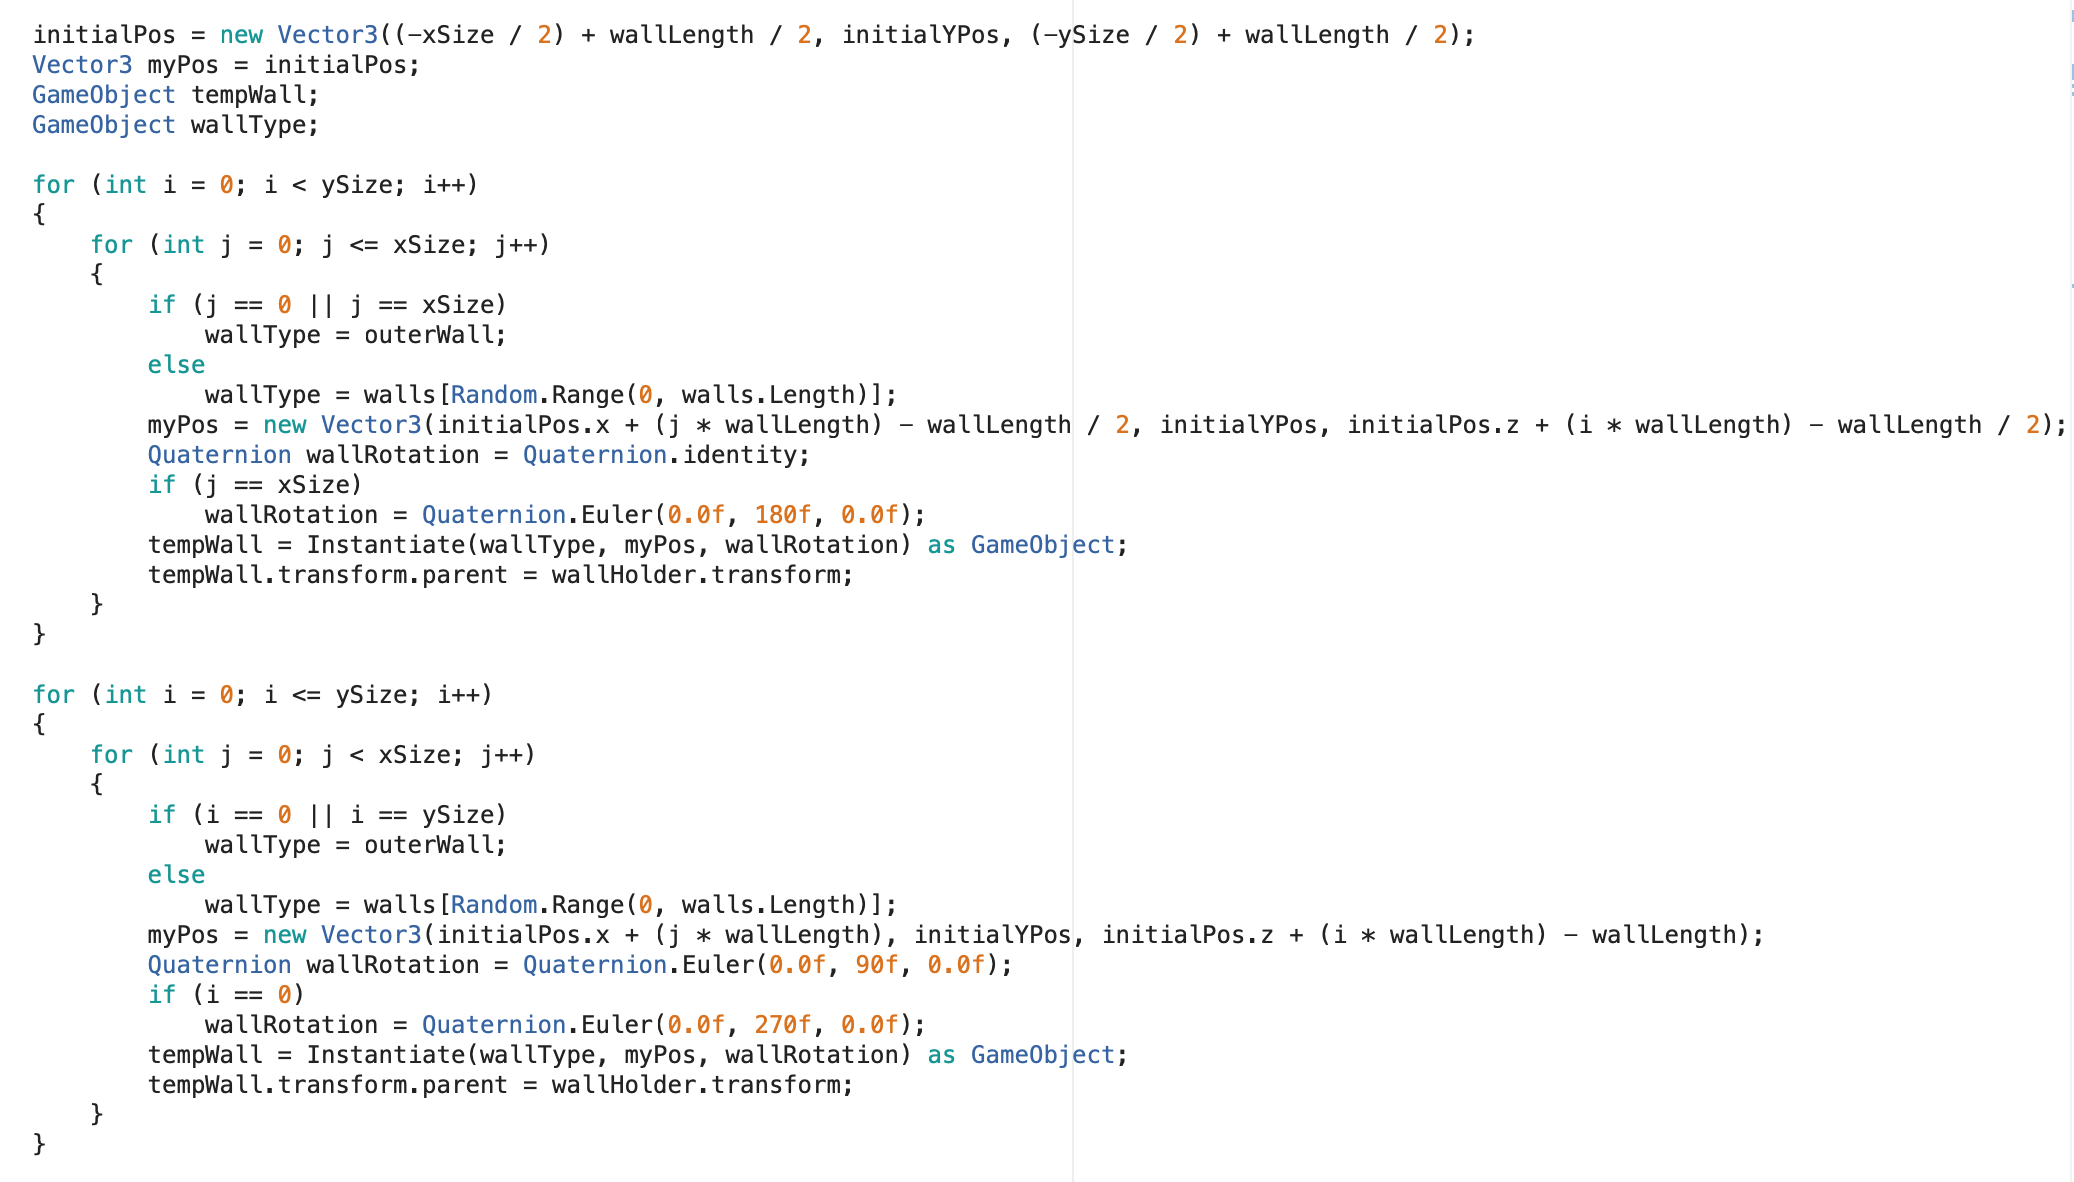 initialPos = new Vector3((-xSize / 2) + wallLength / 2, initialYPos, (-ySize / 2) + wallLength / 2);
Vector3 myPos = initialPos;
GameObject tempWall;
GameObject wallType;

for (int i = 0; i < ySize; i++)
{
    for (int j = 0; j <= xSize; j++)
    {
        if (j == 0 || j == xSize)
            wallType = outerWall;
        else
            wallType = walls[Random.Range(0, walls.Length)];
        myPos = new Vector3(initialPos.x + (j * wallLength) - wallLength / 2, initialYPos, initialPos.z + (i * wallLength) - wallLength / 2);
        Quaternion wallRotation = Quaternion.identity;
        if (j == xSize)
            wallRotation = Quaternion.Euler(0.0f, 180f, 0.0f);
        tempWall = Instantiate(wallType, myPos, wallRotation) as GameObject;
        tempWall.transform.parent = wallHolder.transform;
    }
}

for (int i = 0; i <= ySize; i++)
{
    for (int j = 0; j < xSize; j++)
    {
        if (i == 0 || i == ySize)
            wallType = outerWall;
        else
            wallType = walls[Random.Range(0, walls.Length)];
        myPos = new Vector3(initialPos.x + (j * wallLength), initialYPos, initialPos.z + (i * wallLength) - wallLength);
        Quaternion wallRotation = Quaternion.Euler(0.0f, 90f, 0.0f);
        if (i == 0)
            wallRotation = Quaternion.Euler(0.0f, 270f, 0.0f);
        tempWall = Instantiate(wallType, myPos, wallRotation) as GameObject;
        tempWall.transform.parent = wallHolder.transform;
    }
}